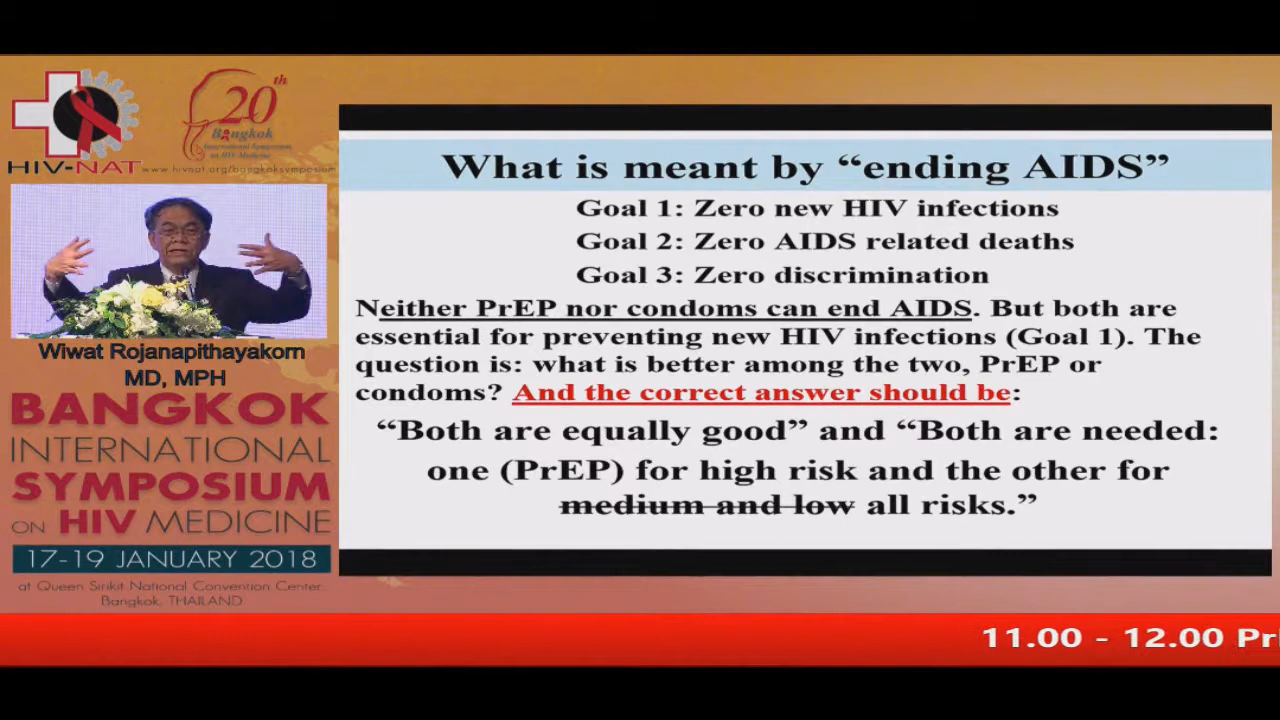 HIV-NAT
20th
Bangkok
International Symposium
on HIV Medicine
www.hivnat.org/bangkoksymposium
Wiwat Rojanapithayakorn
MD, MPH
BANGKOK
INTERNATIONAL
SYMPOSIUM
ON HIV MEDICINE
17-19 JANUARY 2018
at Queen Sirikit National Convention Center,
Bangkok, THAILAND
What is meant by “ending AIDS”
Goal 1: Zero new HIV infections
Goal 2: Zero AIDS related deaths
Goal 3: Zero discrimination
Neither PrEP nor condoms can end AIDS. But both are
essential for preventing new HIV infections (Goal 1). The
question is: what is better among the two, PrEP or
condoms? And the correct answer should be:
“Both are equally good” and “Both are needed:
one (PrEP) for high risk and the other for
medium and low all risks.”
11.00 - 12.00 Pr